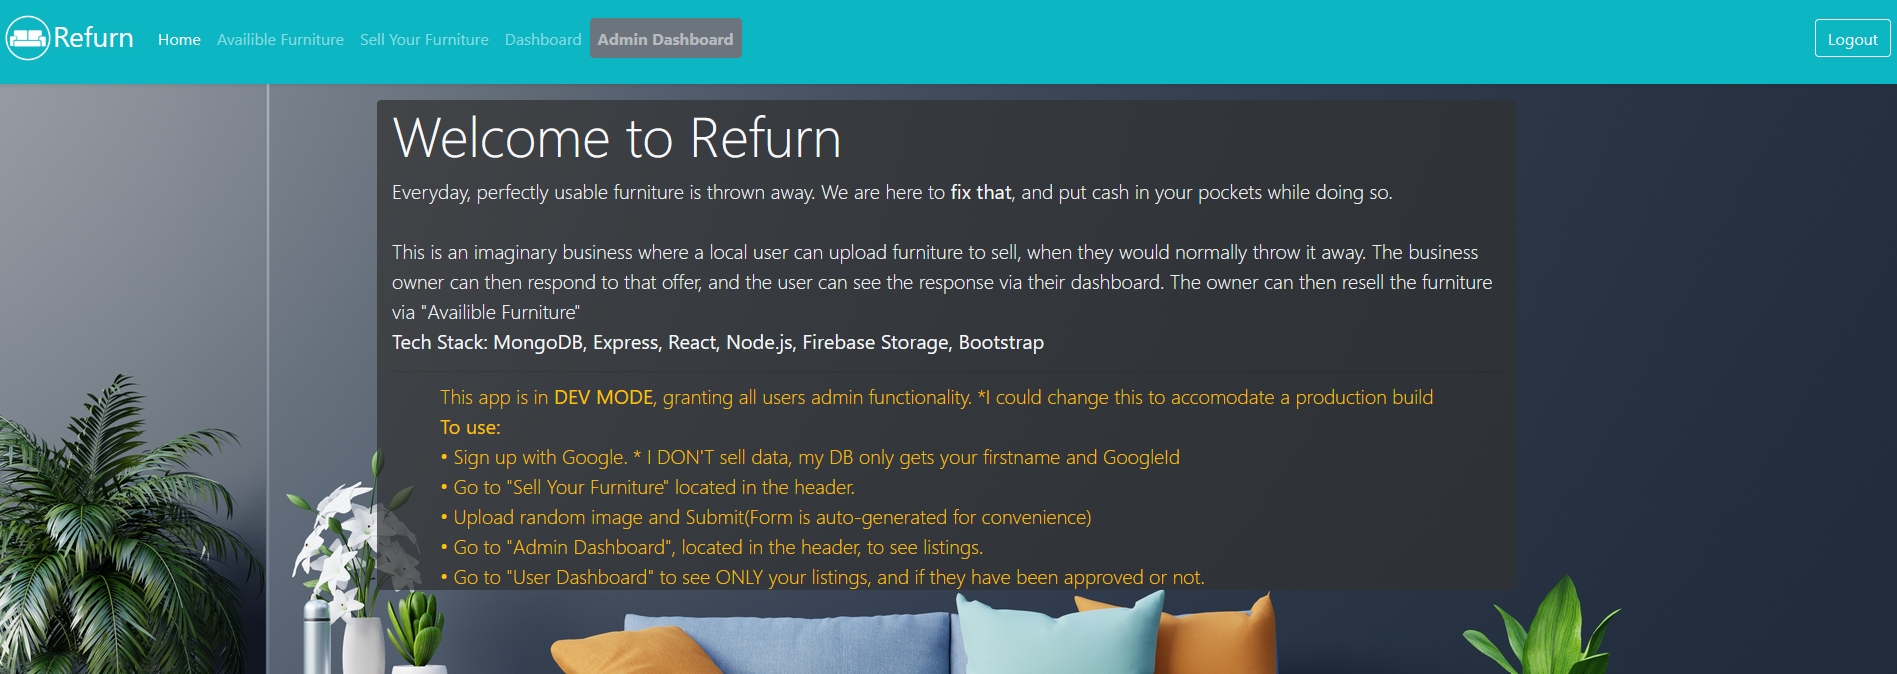 Refurn
Home
Availible Furniture
Sell Your Furniture
Dashboard
Admin Dashboard
Logout
Welcome to Refurn
Everyday, perfectly usable furniture is thrown away. We are here to fix that, and put cash in your pockets while doing so.
This is an imaginary business where a local user can upload furniture to sell, when they would normally throw it away. The business
owner can then respond to that offer, and the user can see the response via their dashboard. The owner can then resell the furniture
via "Availible Furniture"
Tech Stack: MongoDB, Express, React, Node.js, Firebase Storage, Bootstrap
This app is in DEV MODE, granting all users admin functionality. *I could change this to accomodate a production build
To use:
• Sign up with Google. * I DON'T sell data, my DB only gets your firstname and GoogleId
• Go to "Sell Your Furniture" located in the header.
• Upload random image and Submit(Form is auto-generated for convenience)
• Go to "Admin Dashboard", located in the header, to see listings.
• Go to "User Dashboard" to see ONLY your listings, and if they have been approved or not.